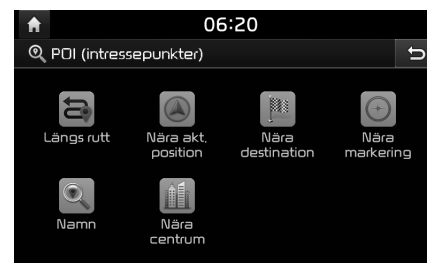 06:20
POI (intressepunkter)
Längs rutt
Nära akt.
position
Nära
destination
Nära
markering
Namn
Nära
centrum